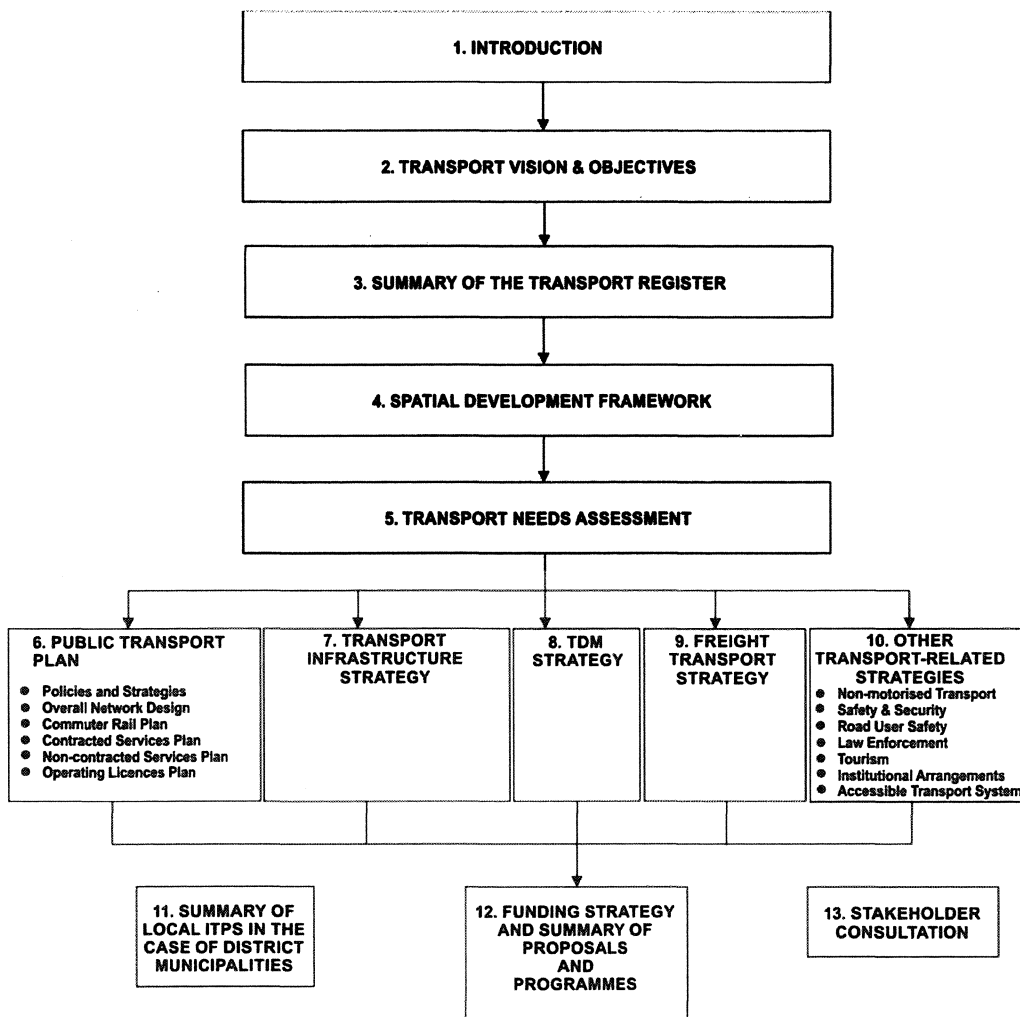 1. INTRODUCTION
2. TRANSPORT VISION & OBJECTIVES
3. SUMMARY OF THE TRANSPORT REGISTER
4. SPATIAL DEVELOPMENT FRAMEWORK
5. TRANSPORT NEEDS ASSESSMENT
6. PUBLIC TRANSPORT
PLAN
● Policies and Strategies
● Overall Network Design
● Commuter Rail Plan
● Contracted Services Plan
● Non-contracted Services Plan
● Operating Licences Plan
7. TRANSPORT
INFRASTRUCTURE
STRATEGY
8. TDM
STRATEGY
9. FREIGHT
TRANSPORT
STRATEGY
10. OTHER
TRANSPORT-RELATED
STRATEGIES
● Non-motorised Transport
● Safety & Security
● Road User Safety
● Law Enforcement
● Tourism
● Institutional Arrangements
● Accessible Transport System
11. SUMMARY OF
LOCAL ITPS IN THE
CASE OF DISTRICT
MUNICIPALITIES
12. FUNDING STRATEGY
AND SUMMARY OF
PROPOSALS
AND
PROGRAMMES
13. STAKEHOLDER
CONSULTATION